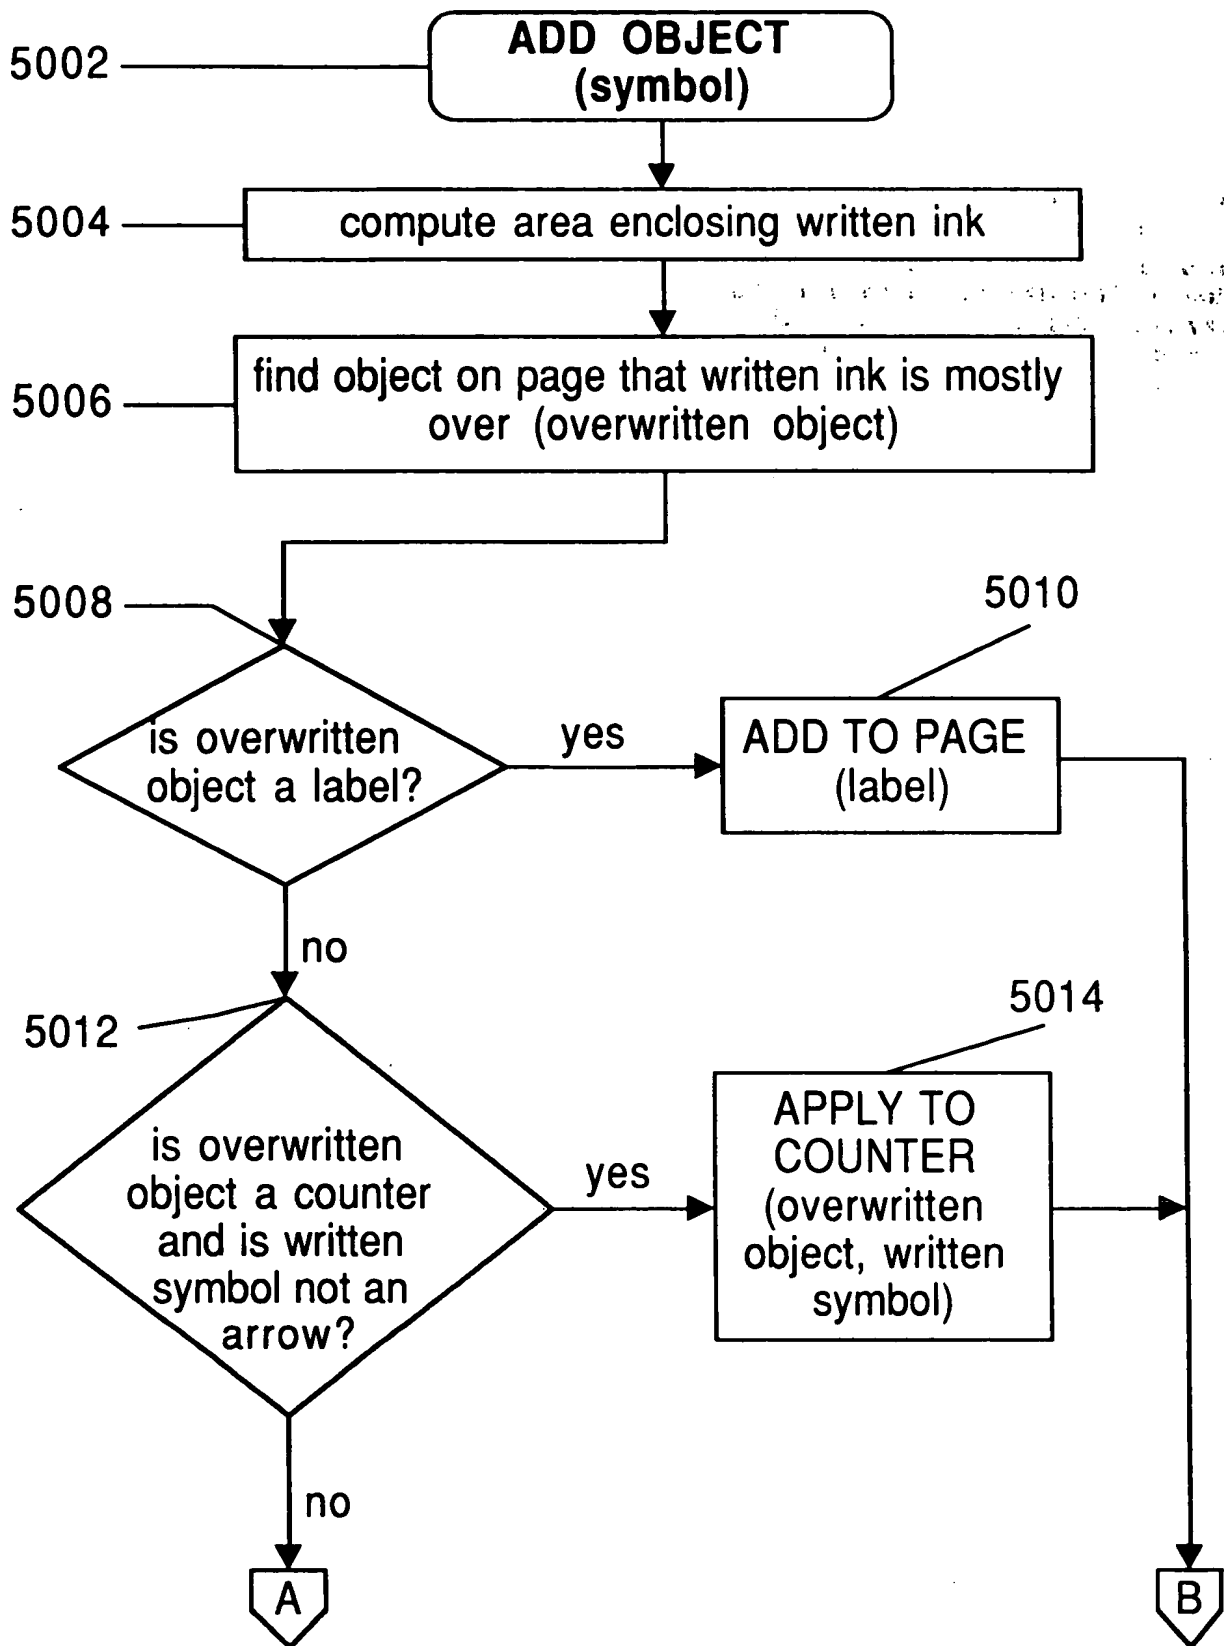 5002
ADD OBJECT
(symbol)
5004
compute area enclosing written ink
5006
find object on page that written ink is mostly
over (overwritten object)
5008
is overwritten
object a label?
yes
5010
ADD TO PAGE
(label)
no
5012
is overwritten
object a counter
and is written
symbol not an
arrow?
yes
5014
APPLY TO
COUNTER
(overwritten
object, written
symbol)
no
A
B